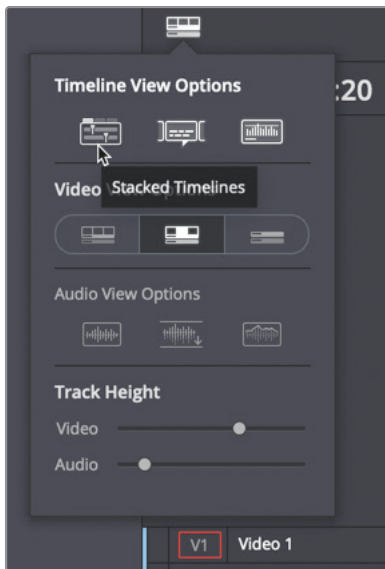 :20
Timeline View Options
Stacked Timelines
Video
Audio View Options
Track Height
Video
Audio
V1 Video 1